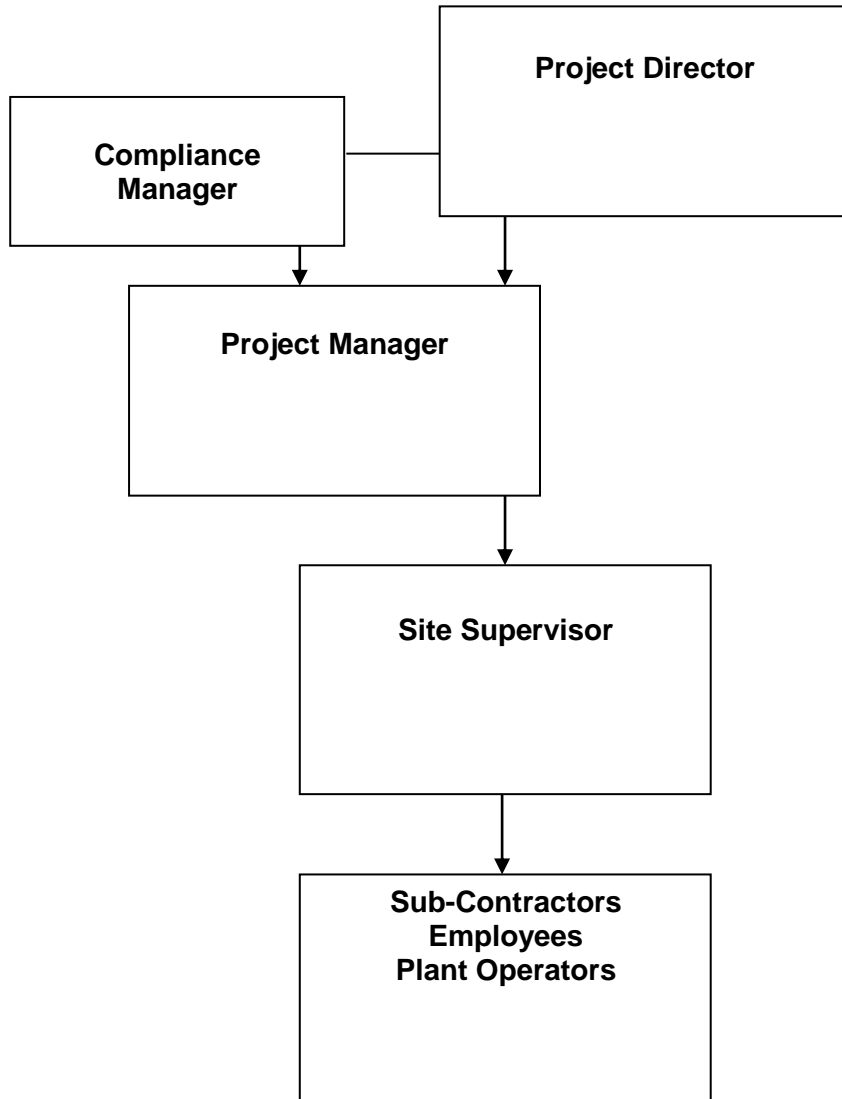 Project Director
Compliance
Manager
Project Manager
Site Supervisor
Sub-Contractors
Employees
Plant Operators